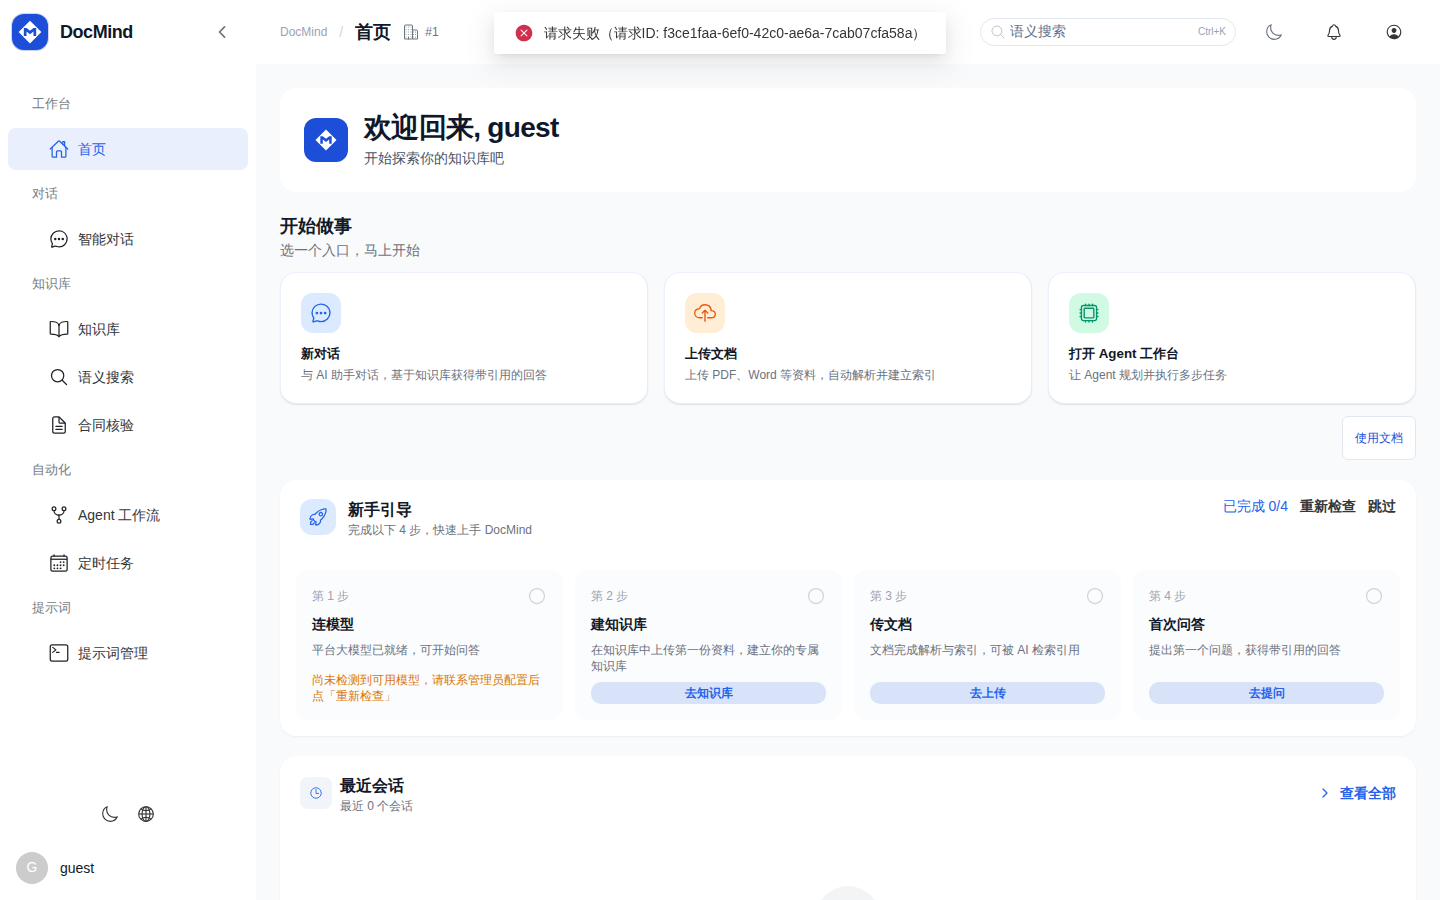 DocMind
DocMind / 首页 #1
请求失败（请求ID: f3ce1faa-6ef0-42c0-ae6a-7cab07cfa58a）
语义搜索 Ctrl+K
工作台
首页
对话
智能对话
知识库
知识库
语义搜索
合同核验
自动化
Agent 工作流
定时任务
提示词
提示词管理
G guest
欢迎回来, guest
开始探索你的知识库吧
开始做事
选一个入口，马上开始
新对话
与 AI 助手对话，基于知识库获得带引用的回答
上传文档
上传 PDF、Word 等资料，自动解析并建立索引
打开 Agent 工作台
让 Agent 规划并执行多步任务
使用文档
新手引导
完成以下 4 步，快速上手 DocMind
已完成 0/4 重新检查 跳过
第 1 步
连模型
平台大模型已就绪，可开始问答
尚未检测到可用模型，请联系管理员配置后
点「重新检查」
第 2 步
建知识库
在知识库中上传第一份资料，建立你的专属
知识库
去知识库
第 3 步
传文档
文档完成解析与索引，可被 AI 检索引用
去上传
第 4 步
首次问答
提出第一个问题，获得带引用的回答
去提问
最近会话
最近 0 个会话
查看全部